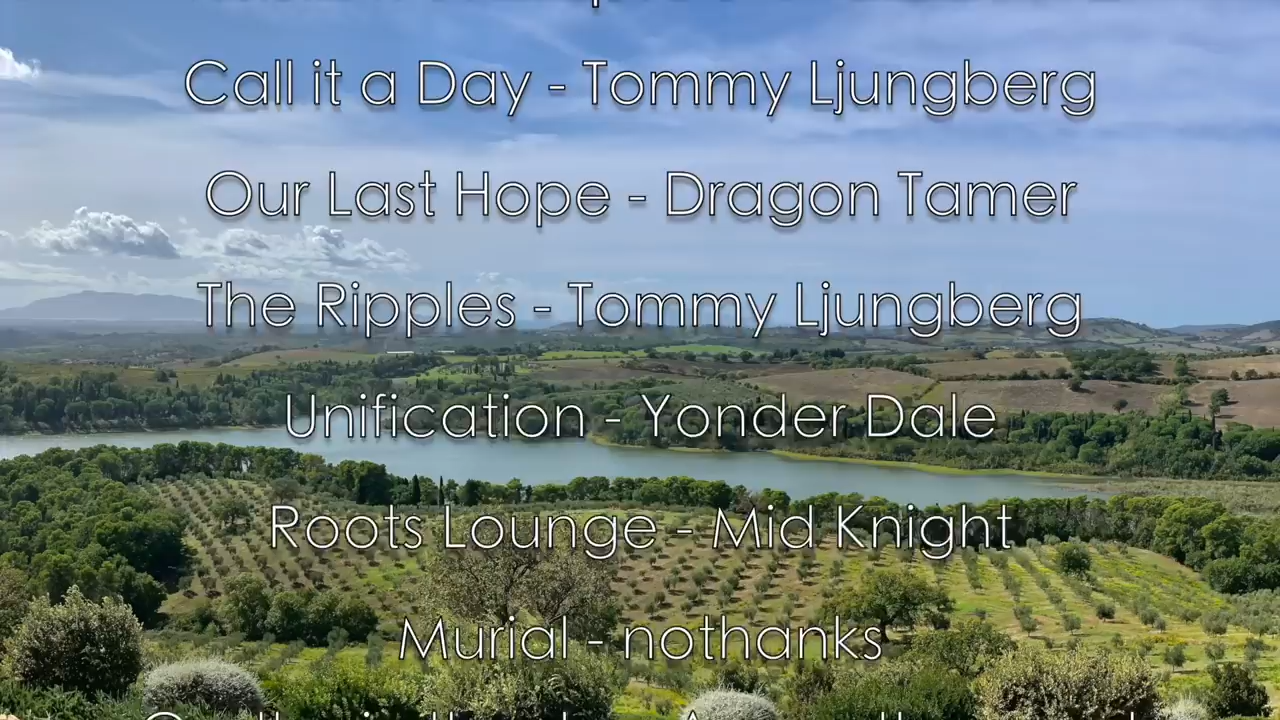 Call it a Day - Tommy Ljungberg
Our Last Hope - Dragon Tamer
The Ripples - Tommy Ljungberg
Unification - Yonder Dale
Roots Lounge - Mid Knight
Murial - nothanks